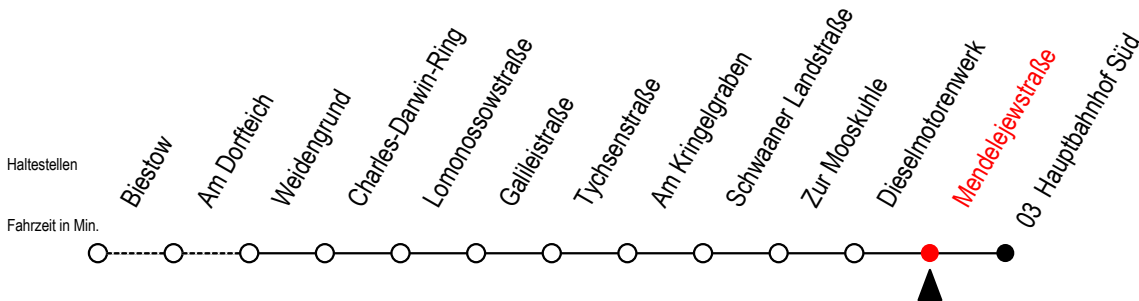 Haltestellen
Biestow
Am Dorfteich
Weidengrund
Charles-Darwin-Ring
Lomonossowstraße
Galileistraße
Tychsenstraße
Am Kringelgraben
Schwaaner Landstraße
Zur Mooskuhle
Dieselmotorenwerk
Mendelejewstraße
03 Hauptbahnhof Süd
Fahrzeit in Min.